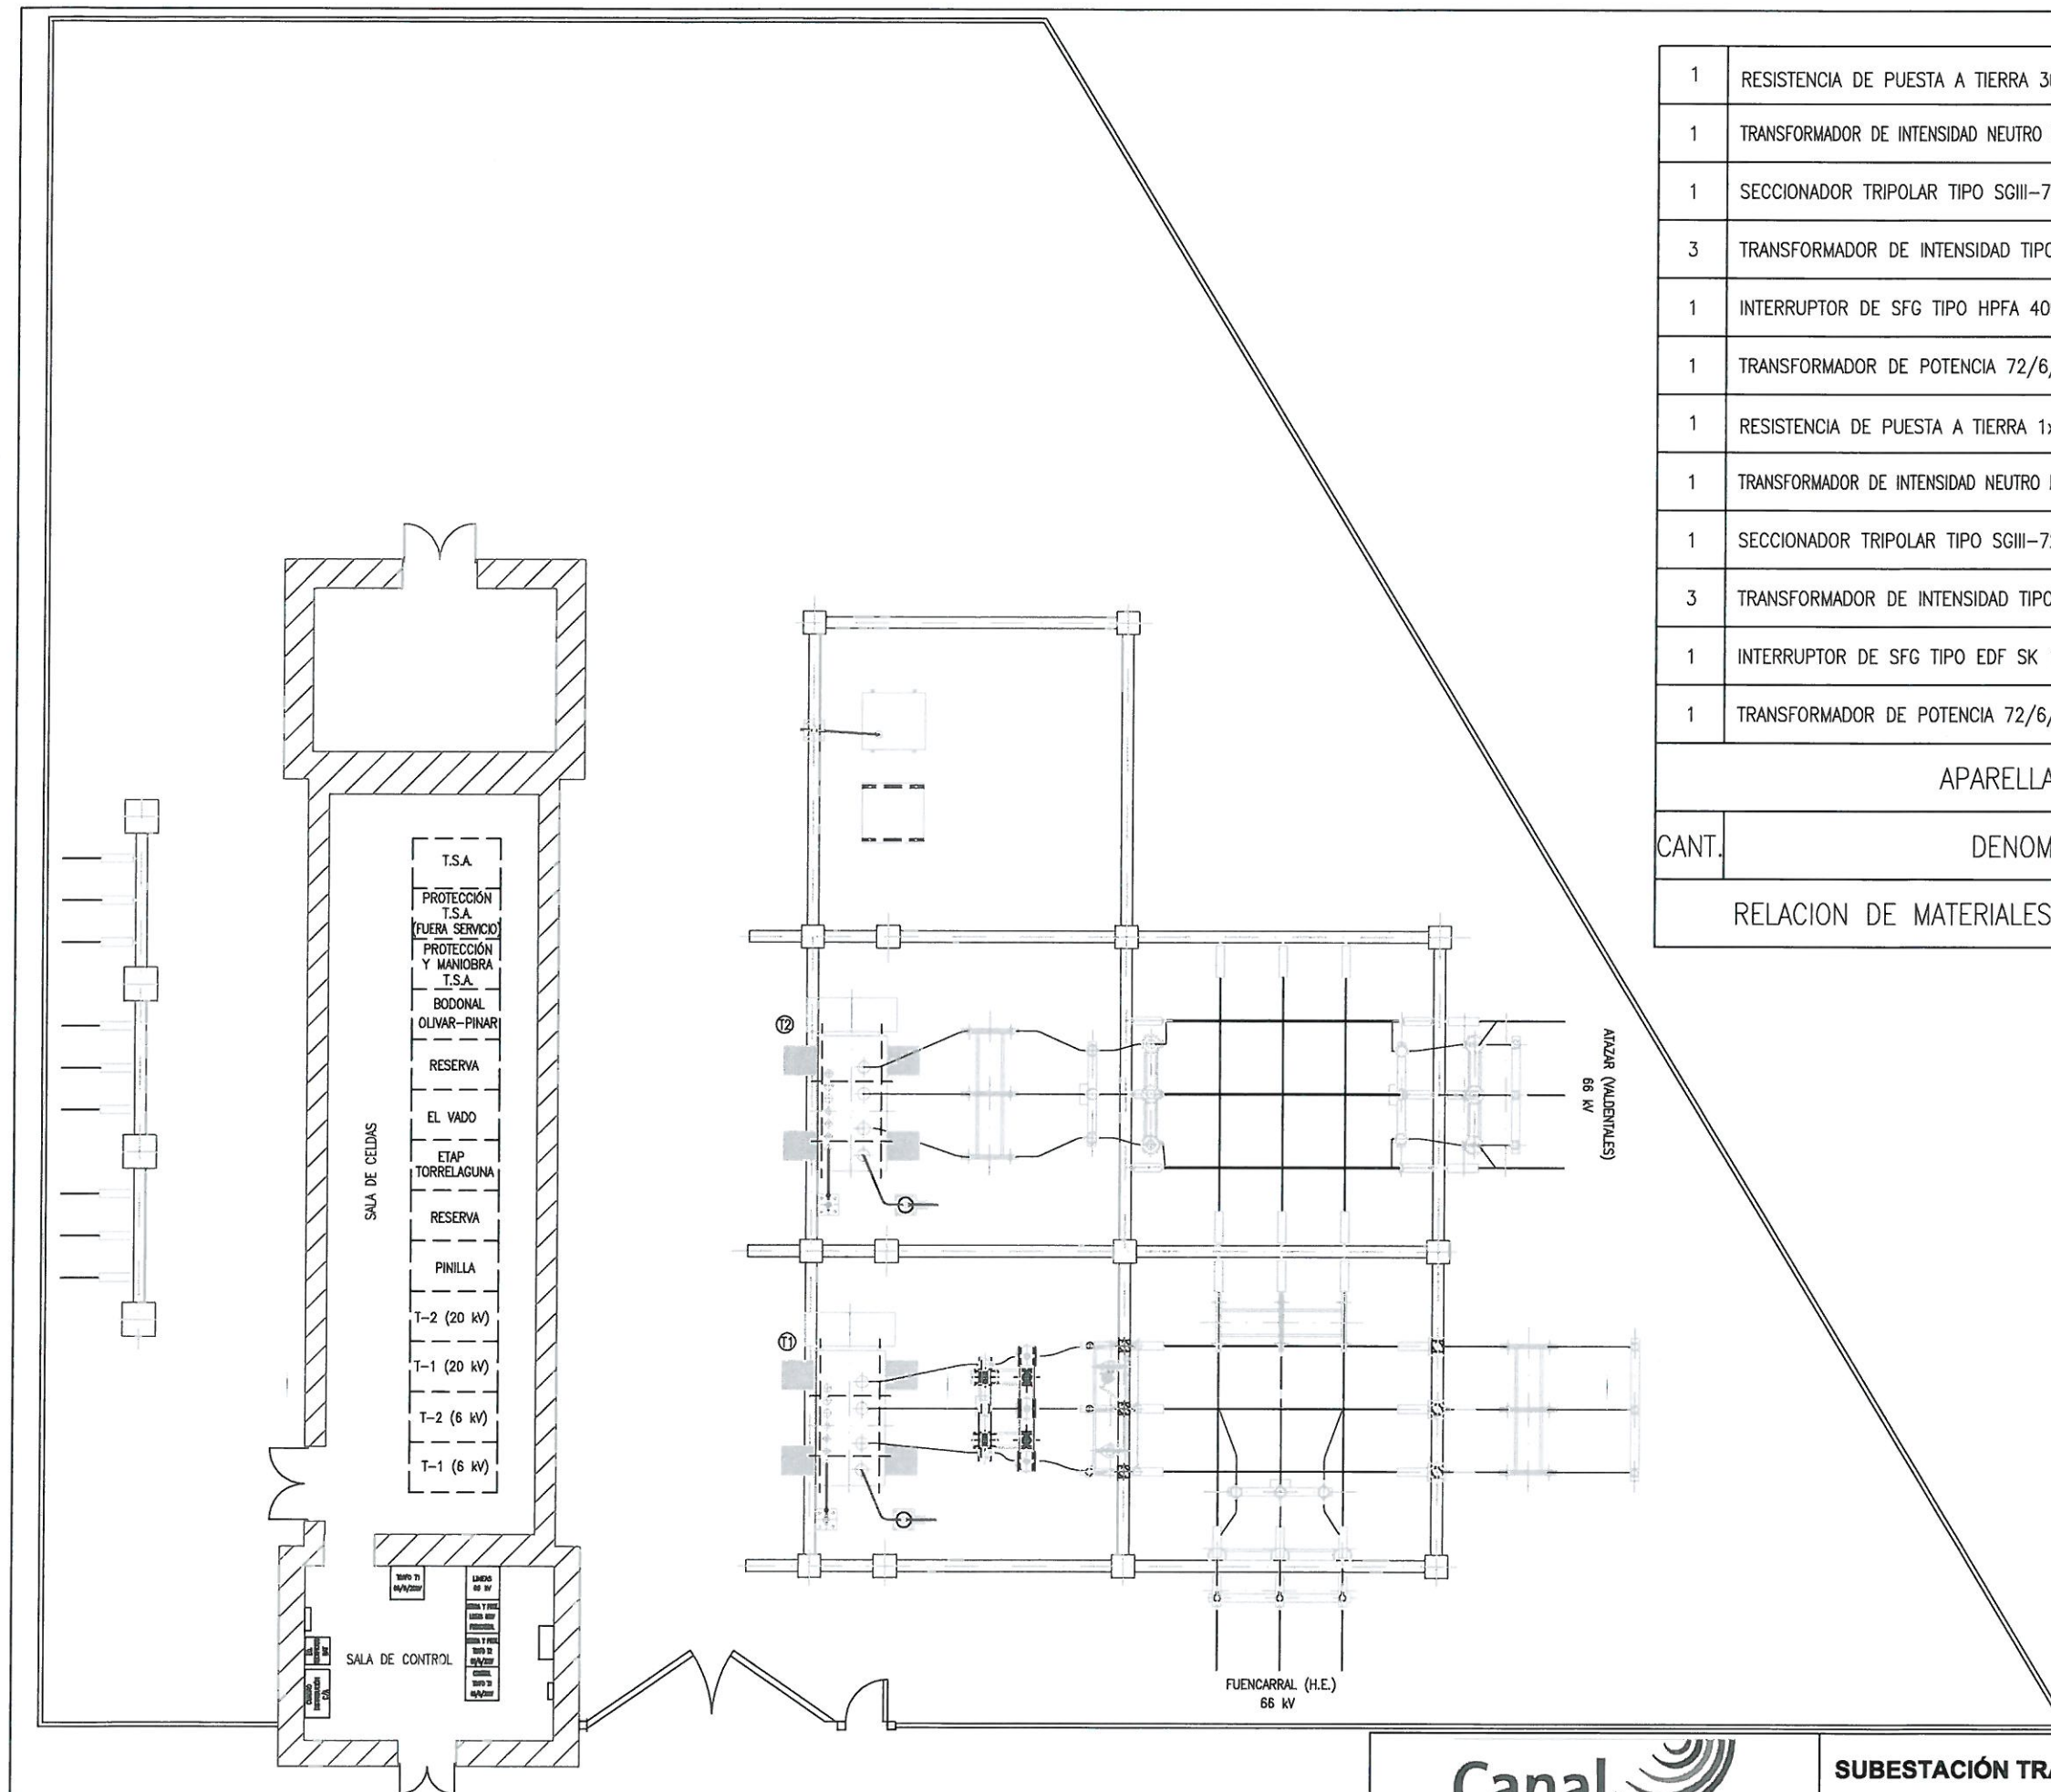 1 RESISTENCIA DE PUESTA A TIERRA
1 TRANSFORMADOR DE INTENSIDAD NEUTRO
1 SECCIONADOR TRIPOLAR TIPO SGIII-7
3 TRANSFORMADOR DE INTENSIDAD TIPO
1 INTERRUPTOR DE SFG TIPO HPFA 40
1 TRANSFORMADOR DE POTENCIA 72/6/
1 RESISTENCIA DE PUESTA A TIERRA 1x
1 TRANSFORMADOR DE INTENSIDAD NEUTRO
1 SECCIONADOR TRIPOLAR TIPO SGIII-72
3 TRANSFORMADOR DE INTENSIDAD TIPO
1 INTERRUPTOR DE SFG TIPO EDF SK
1 TRANSFORMADOR DE POTENCIA 72/6/
APARELLA
CANT. DENOM
RELACION DE MATERIALES
T.S.A.
PROTECCIÓN
T.S.A.
(FUERA SERVICIO)
PROTECCIÓN
Y MANIOBRA
T.S.A.
BODONAL
OLIVAR-PINAR
RESERVA
EL VADO
ETAP
TORRELAGUNA
RESERVA
PINILLA
T-2 (20 kV)
T-1 (20 kV)
T-2 (6 kV)
T-1 (6 kV)
SALA DE CELDAS
T2
T1
ATAZAR (VALDENTALES)
66 kV
SALA DE CONTROL
LINEAS
66 kV
FUENCARRAL (H.E.)
66 kV
Canal
SUBESTACIÓN TRA